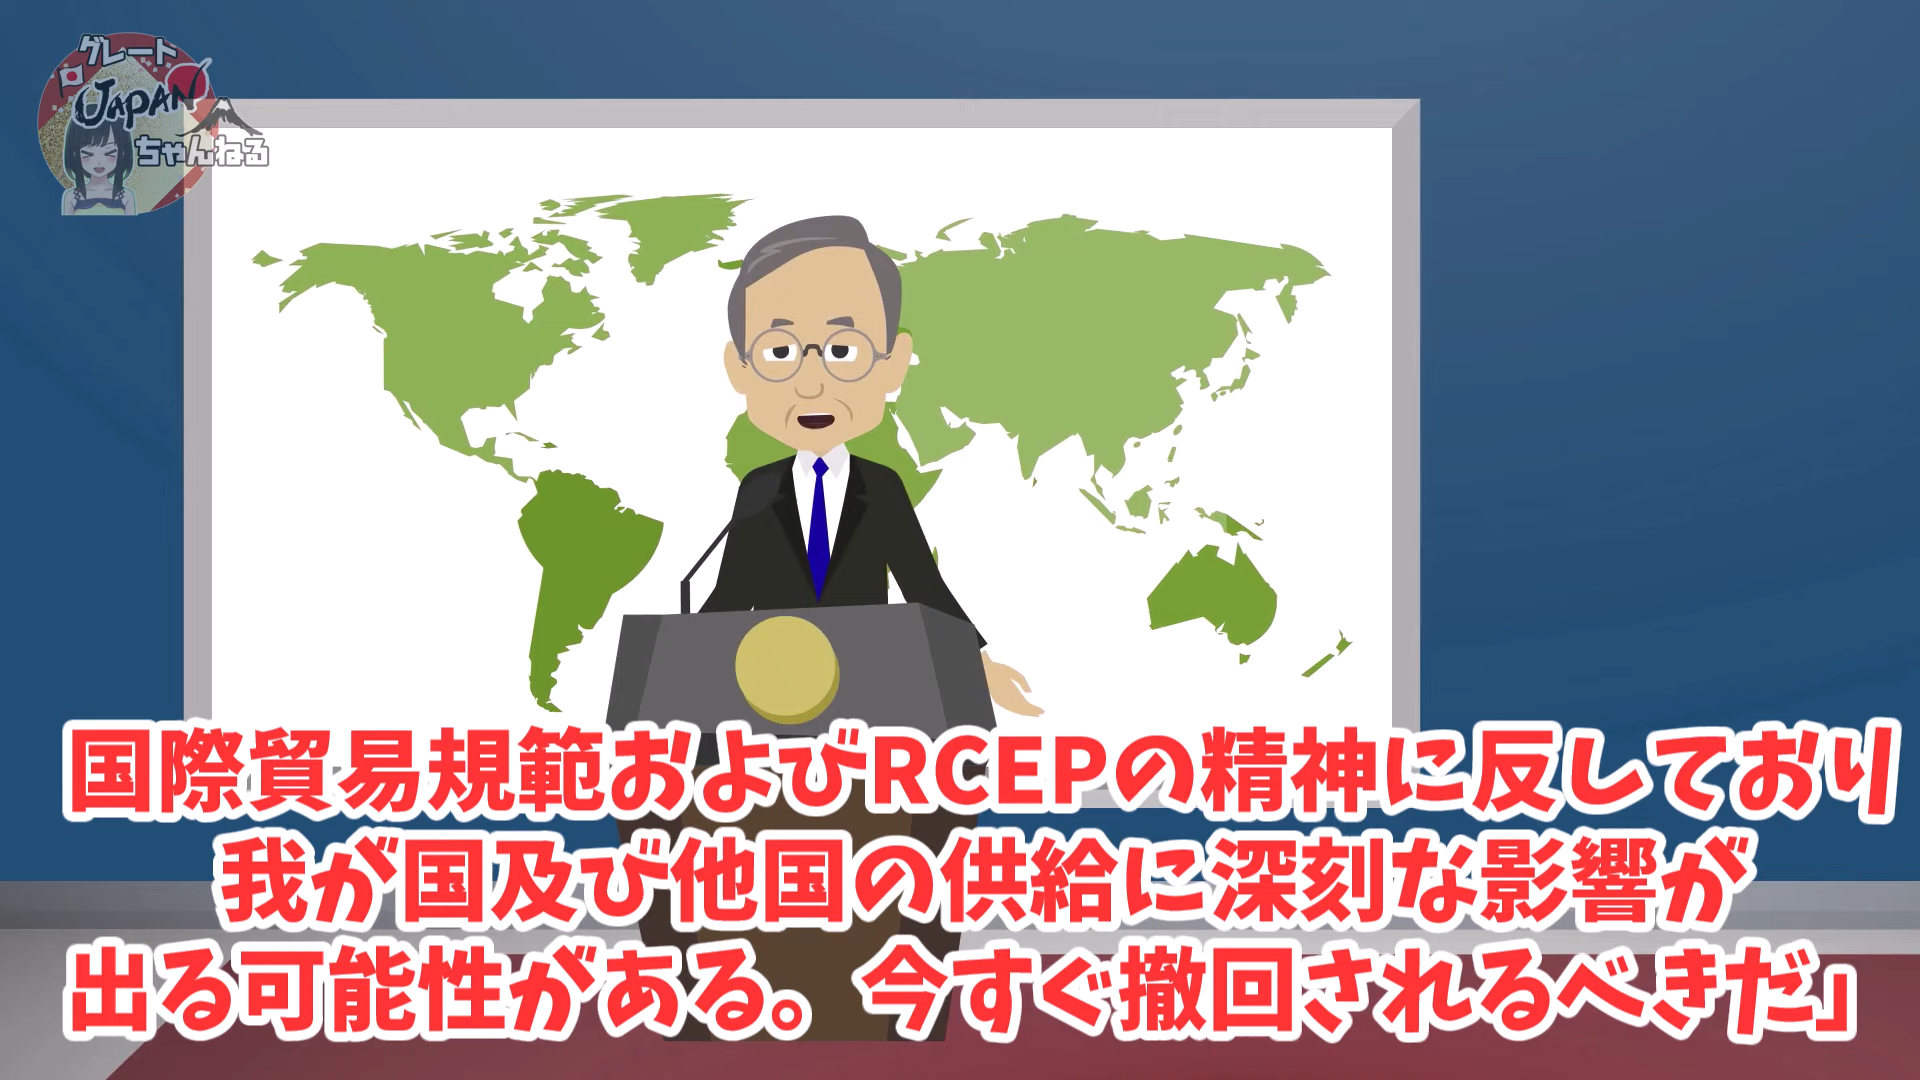 グレート
JAPAN
ちゃんねる
国際貿易規範およびRCEPの精神に反しており
我が国及び他国の供給に深刻な影響が
出る可能性がある。今すぐ撤回されるべきだ」